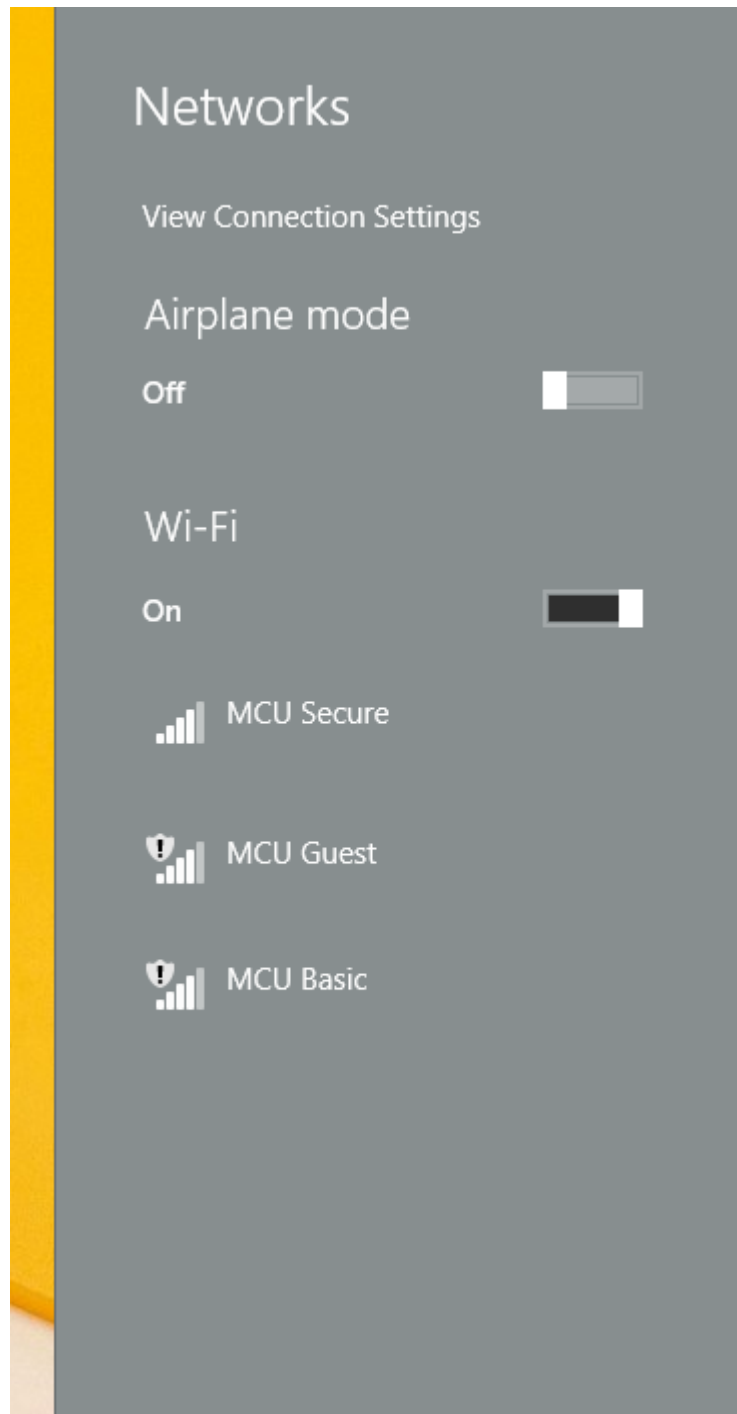 Networks
View Connection Settings
Airplane mode
Off
Wi-Fi
On
MCU Secure
MCU Guest
MCU Basic